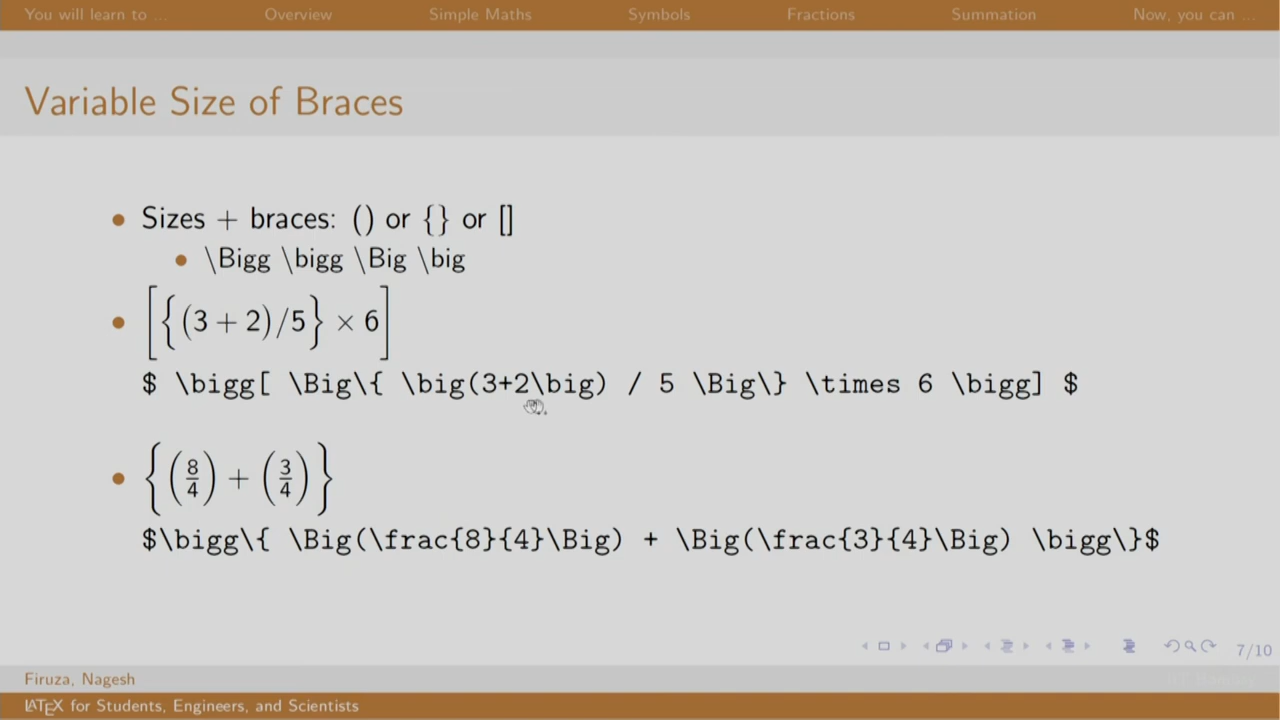 You will learn to ... Overview Simple Maths Symbols Fractions Summation Now, you can ...
Variable Size of Braces
• Sizes + braces: () or {} or []
• \Bigg \bigg \Big \big
• [{(3 + 2)/5} × 6]
$ \bigg[ \Big\{ \big(3+2\big) / 5 \Big\} \times 6 \bigg] $
• {(8/4) + (3/4)}
$\bigg\{ \Big(\frac{8}{4}\Big) + \Big(\frac{3}{4}\Big) \bigg\}$
7/10
Firuza, Nagesh
LATEX for Students, Engineers, and Scientists